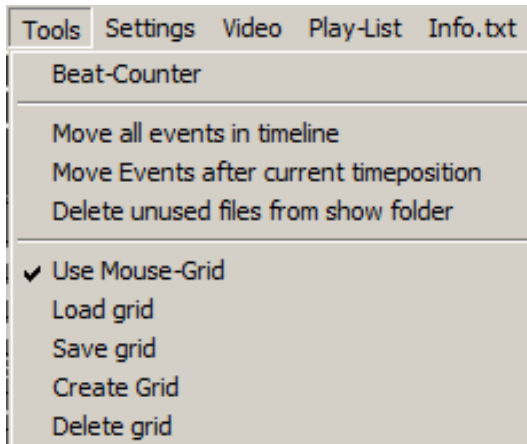 Tools Settings Video Play-List Info.txt
Beat-Counter
Move all events in timeline
Move Events after current timeposition
Delete unused files from show folder
Use Mouse-Grid
Load grid
Save grid
Create Grid
Delete grid